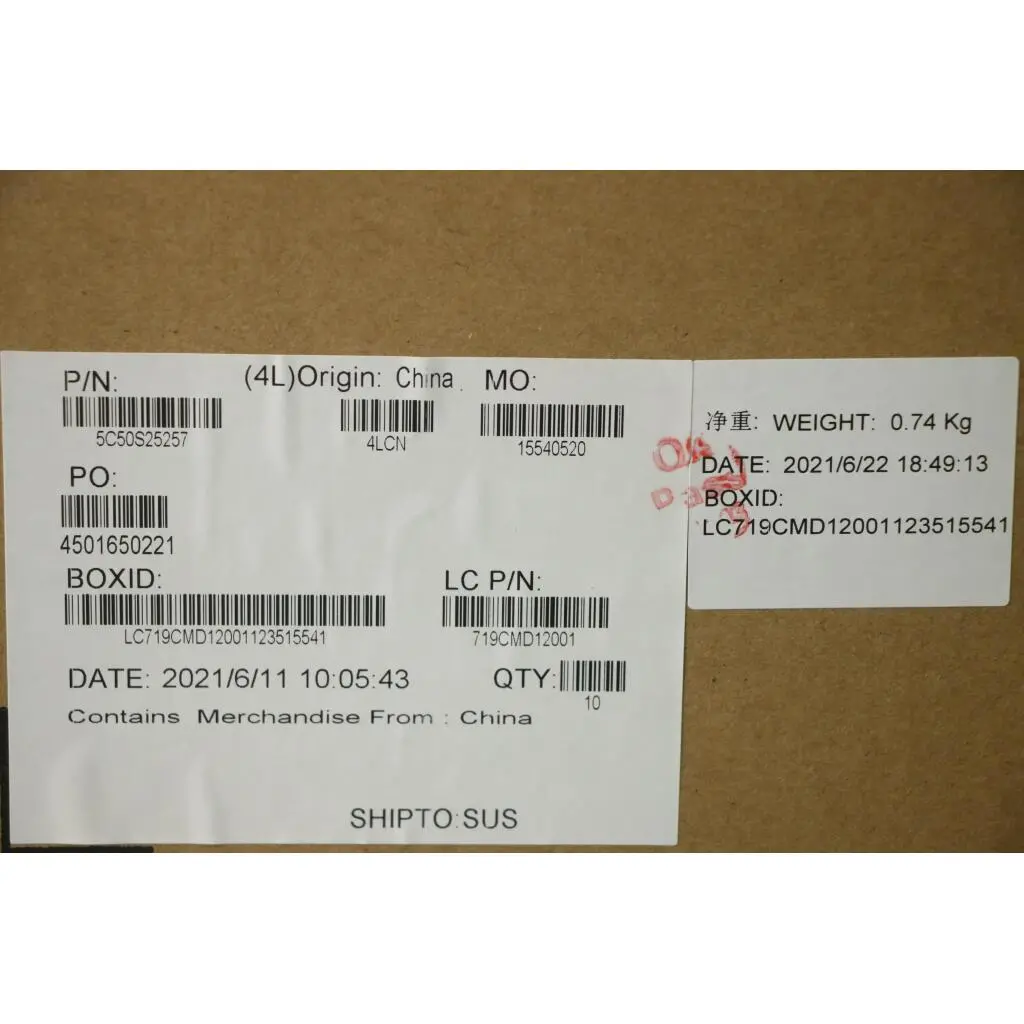 P/N: (4L)Origin: China MO:
5C50S25257 4LCN 15540520
PO:
4501650221
BOXID: LC P/N:
LC719CMD12001123515541 719CMD12001
DATE: 2021/6/11 10:05:43 QTY:
10
Contains Merchandise From : China
SHIPTO:SUS
净重: WEIGHT: 0.74 Kg
DATE: 2021/6/22 18:49:13
BOXID:
LC719CMD12001123515541